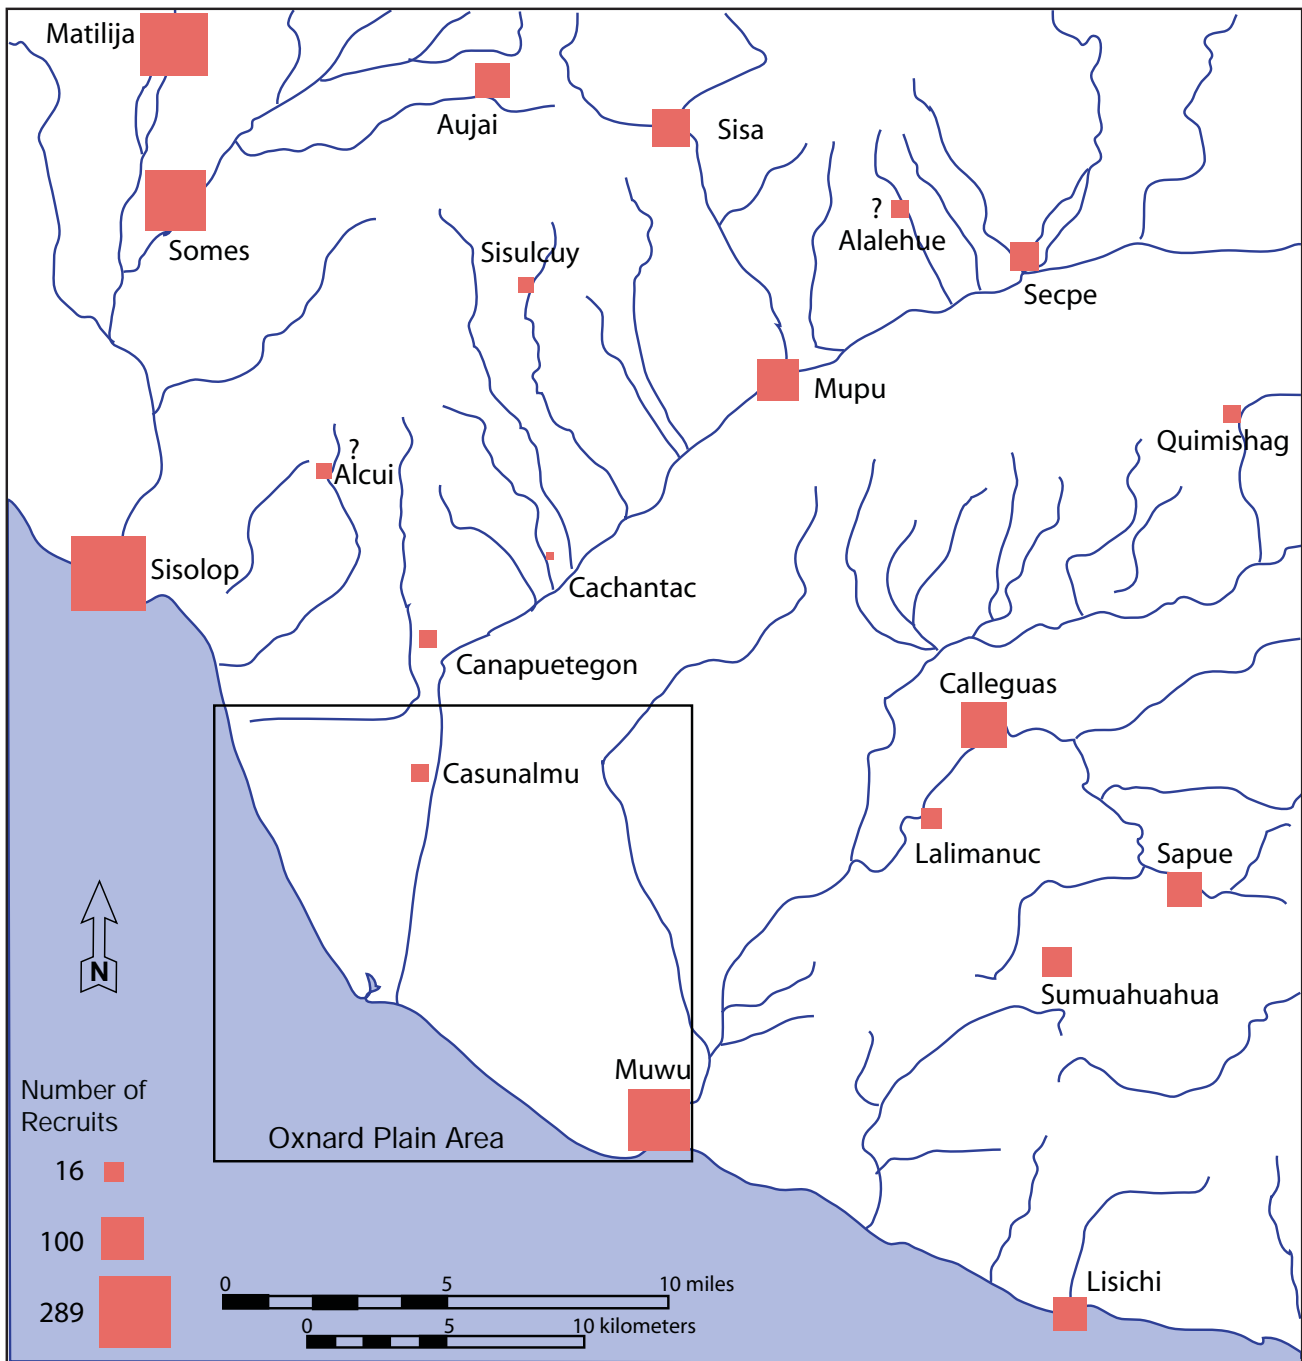 Matilija
Aujai
Sisa
?
Alalehue
Somes
Sisulcuy
Secpe
Mupu
Quimishag
?
Alcui
Sisolop
Cachantac
Canapuetegon
Calleguas
Casunalmu
Lalimanuc
Sapue
N
Sumuahuahua
Muwu
Number of
Recruits
16
100
289
Oxnard Plain Area
0 5 10 miles
0 5 10 kilometers
Lisichi